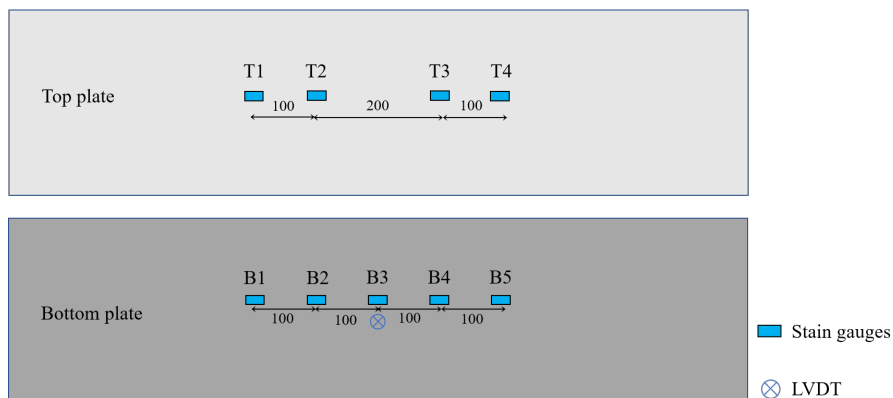 T1 T2 T3 T4
Top plate
100 200 100
B1 B2 B3 B4 B5
Bottom plate
100 100 100 100
Stain gauges
LVDT